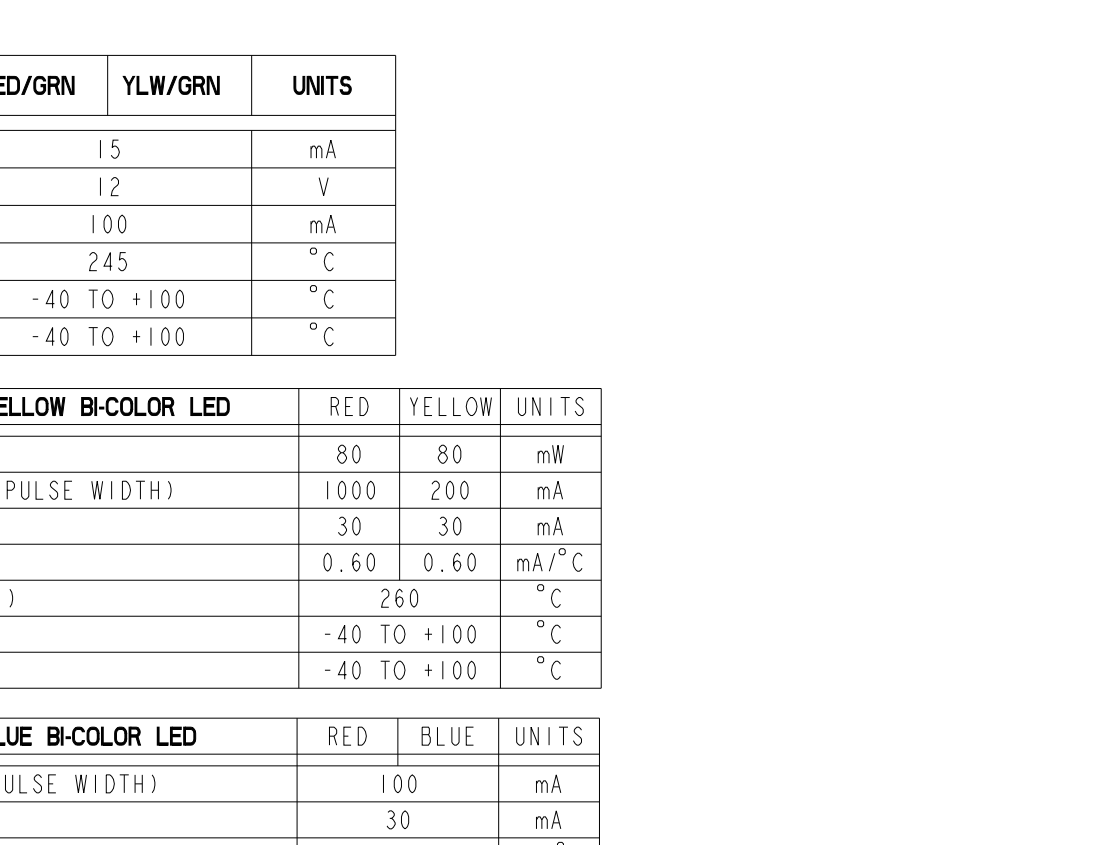 ED/GRN YLW/GRN UNITS
15 mA
12 V
100 mA
245 °C
-40 TO +100 °C
-40 TO +100 °C
ELLOW BI-COLOR LED RED YELLOW UNITS
80 80 mW
PULSE WIDTH) 1000 200 mA
30 30 mA
0.60 0.60 mA/°C
) 260 °C
-40 TO +100 °C
-40 TO +100 °C
LUE BI-COLOR LED RED BLUE UNITS
ULSE WIDTH) 100 mA
30 mA